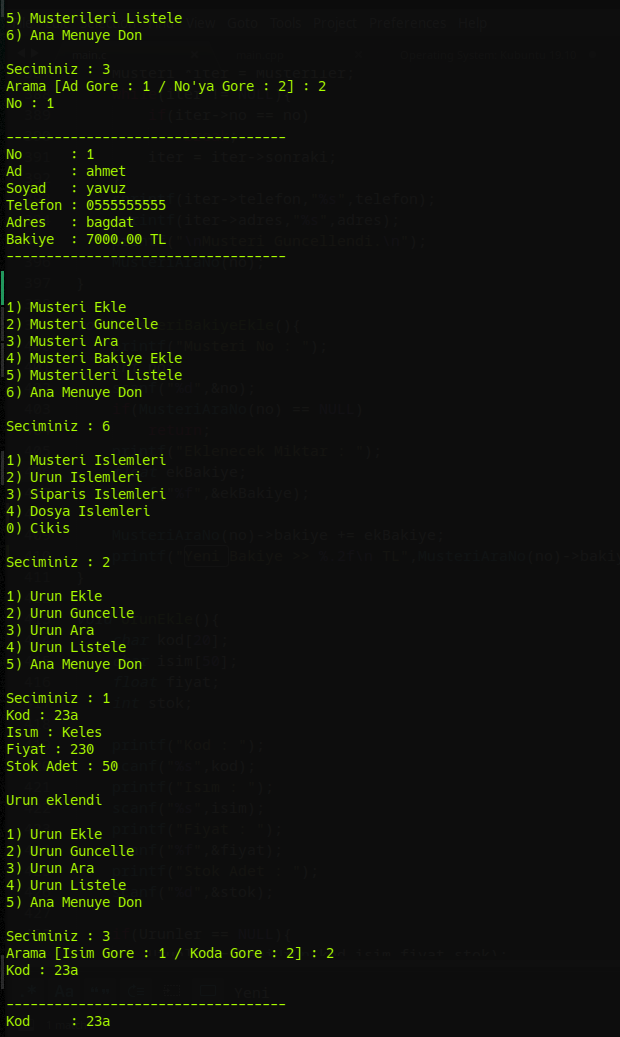 5) Musterileri Listele
6) Ana Menuye Don
Seciminiz : 3
Arama [Ad Gore : 1 / No'ya Gore : 2] : 2
No : 1
-----------------------------------
No      : 1
Ad      : ahmet
Soyad   : yavuz
Telefon : 0555555555
Adres   : bagdat
Bakiye  : 7000.00 TL
-----------------------------------
1) Musteri Ekle
2) Musteri Guncelle
3) Musteri Ara
4) Musteri Bakiye Ekle
5) Musterileri Listele
6) Ana Menuye Don
Seciminiz : 6
1) Musteri Islemleri
2) Urun Islemleri
3) Siparis Islemleri
4) Dosya Islemleri
0) Cikis
Seciminiz : 2
1) Urun Ekle
2) Urun Guncelle
3) Urun Ara
4) Urun Listele
5) Ana Menuye Don
Seciminiz : 1
Kod : 23a
Isım : Keles
Fiyat : 230
Stok Adet : 50
Urun eklendi
1) Urun Ekle
2) Urun Guncelle
3) Urun Ara
4) Urun Listele
5) Ana Menuye Don
Seciminiz : 3
Arama [Isim Gore : 1 / Koda Gore : 2] : 2
Kod : 23a
-----------------------------------
Kod     : 23a